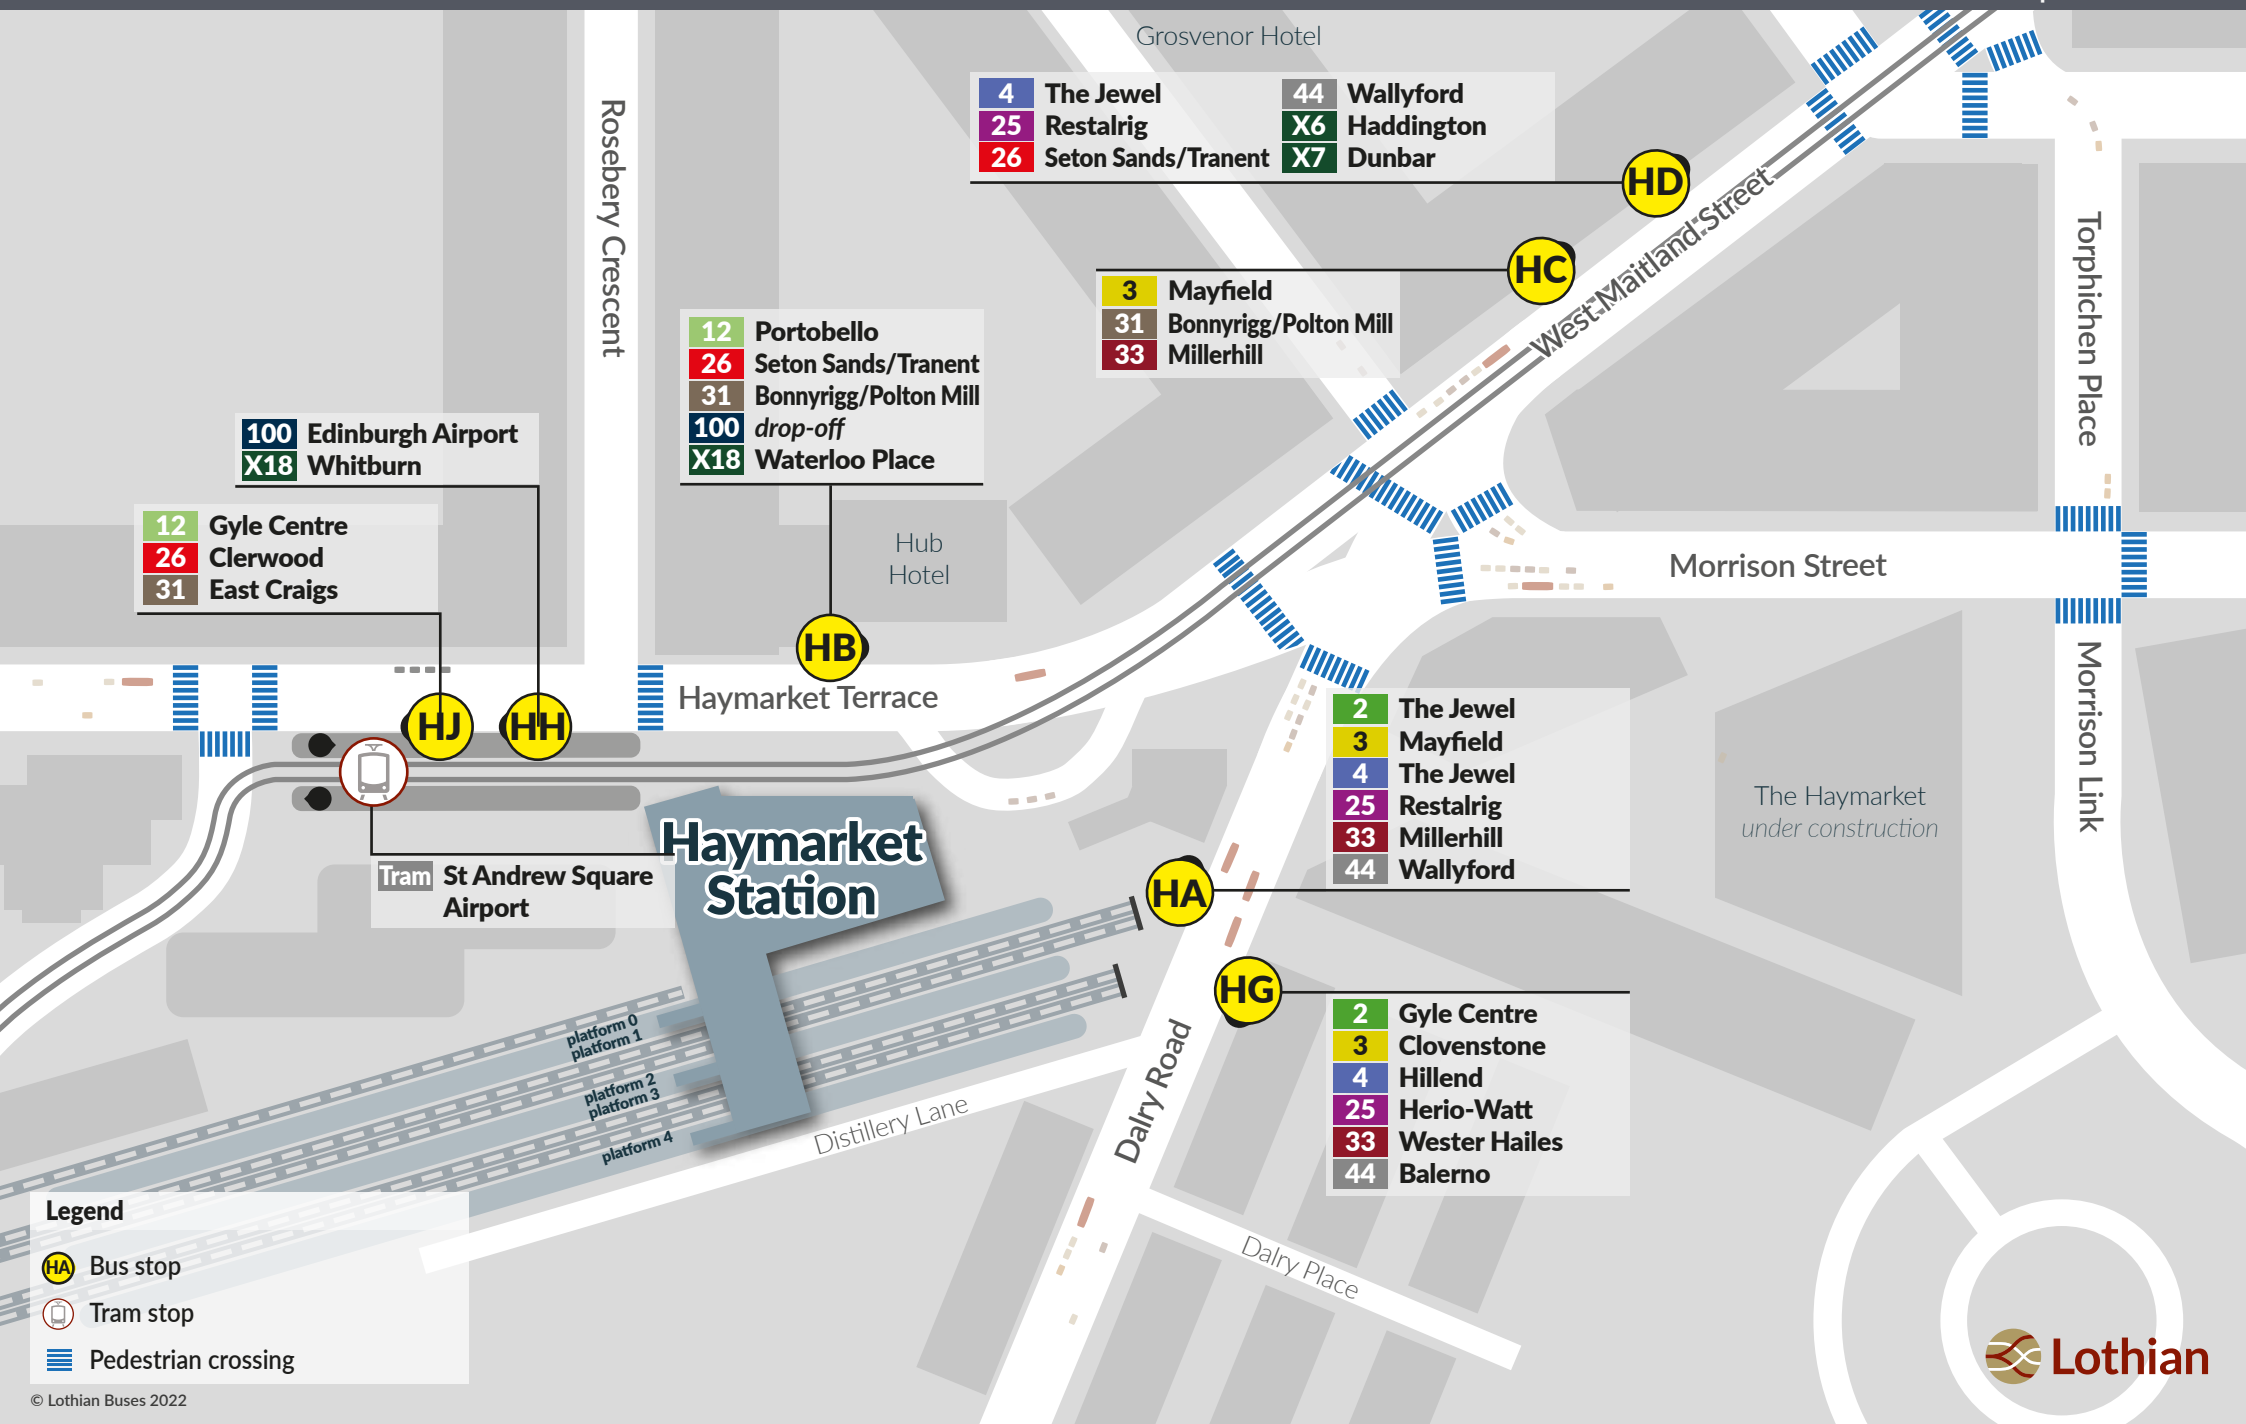 Grosvenor Hotel
4 The Jewel
25 Restalrig
26 Seton Sands/Tranent
44 Wallyford
X6 Haddington
X7 Dunbar
HD
Rosebery Crescent
West Maitland Street
Torphichen Place
HC
3 Mayfield
31 Bonnyrigg/Polton Mill
33 Millerhill
12 Portobello
26 Seton Sands/Tranent
31 Bonnyrigg/Polton Mill
100 drop-off
X18 Waterloo Place
100 Edinburgh Airport
X18 Whitburn
12 Gyle Centre
26 Clerwood
31 East Craigs
Hub
Hotel
Morrison Street
HB
HJ
HH
Haymarket Terrace
Morrison Link
2 The Jewel
3 Mayfield
4 The Jewel
25 Restalrig
33 Millerhill
44 Wallyford
The Haymarket
under construction
Haymarket
Station
Tram St Andrew Square
Airport
HA
HG
2 Gyle Centre
3 Clovenstone
4 Hillend
25 Herio-Watt
33 Wester Hailes
44 Balerno
platform 0
platform 1
platform 2
platform 3
platform 4
Distillery Lane
Dalry Road
Dalry Place
Legend
HA Bus stop
Tram stop
Pedestrian crossing
© Lothian Buses 2022
Lothian